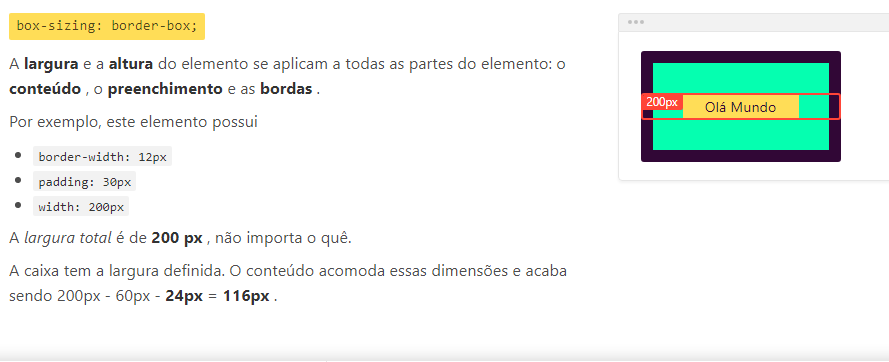 box-sizing: border-box;
A largura e a altura do elemento se aplicam a todas as partes do elemento: o
conteúdo , o preenchimento e as bordas .
Por exemplo, este elemento possui
border-width: 12px
padding: 30px
width: 200px
A largura total é de 200 px , não importa o quê.
A caixa tem a largura definida. O conteúdo acomoda essas dimensões e acaba
sendo 200px - 60px - 24px = 116px .
200px
Olá Mundo